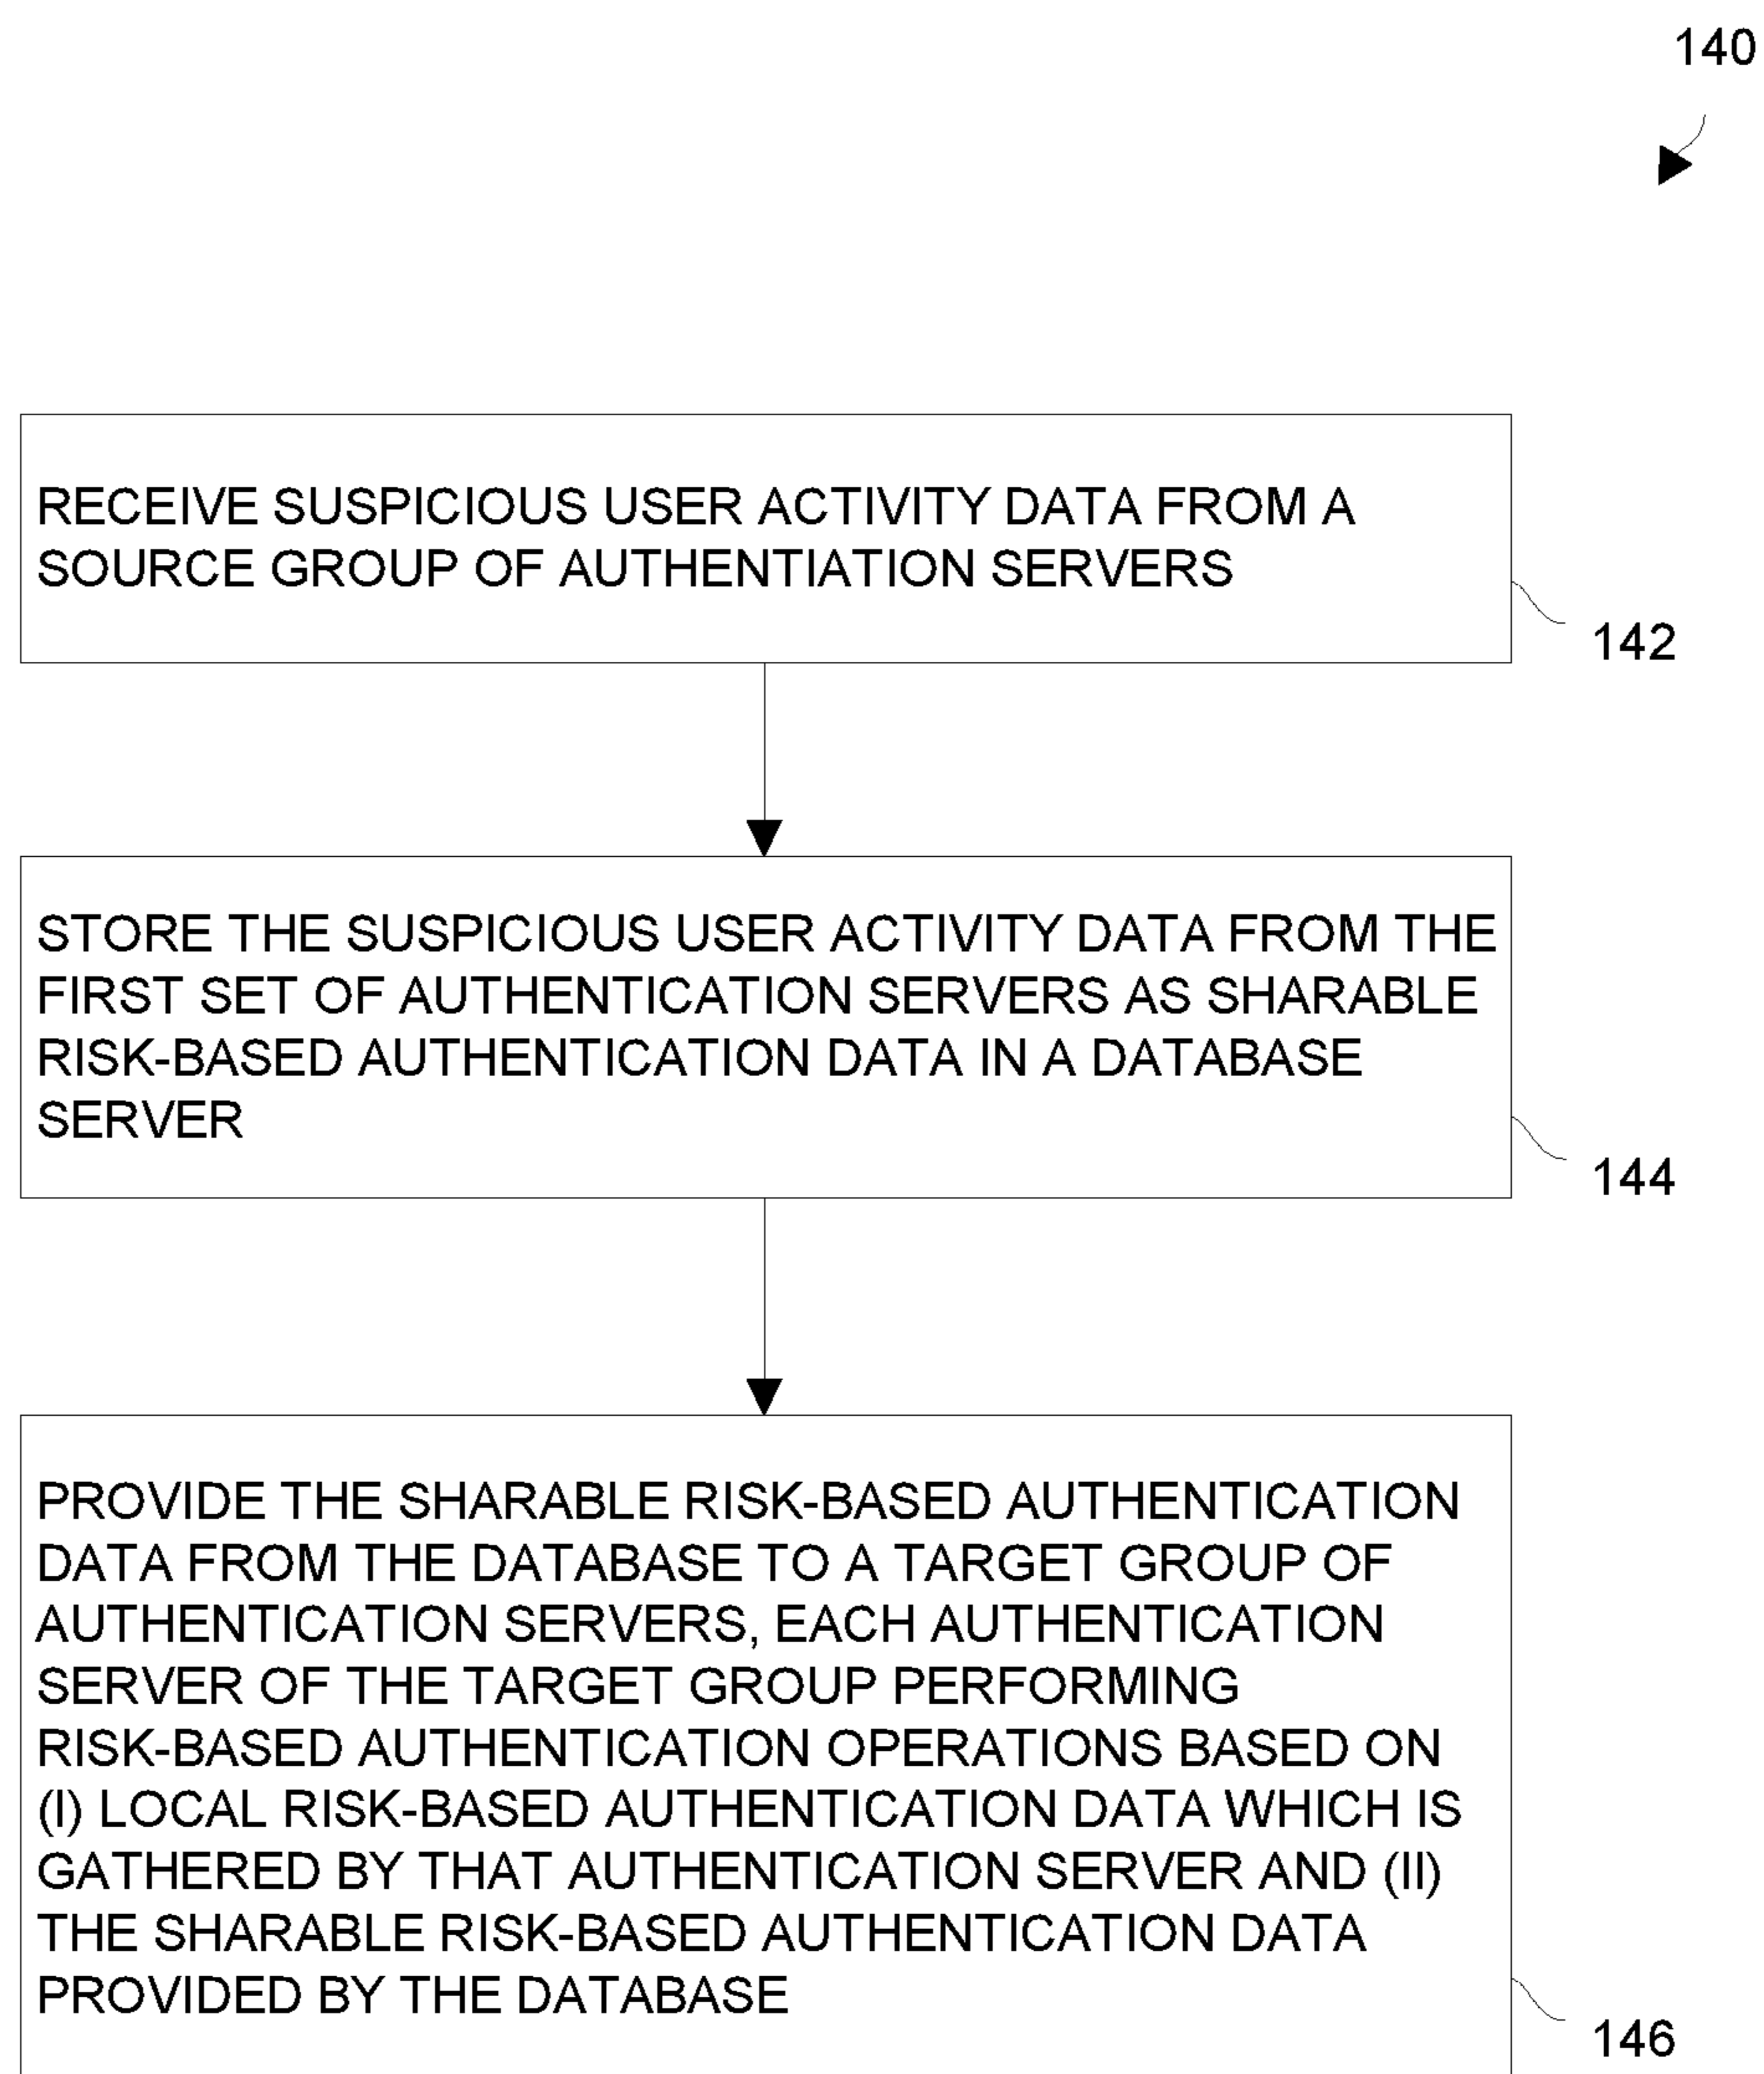 140
RECEIVE SUSPICIOUS USER ACTIVITY DATA FROM A
SOURCE GROUP OF AUTHENTIATION SERVERS
142
STORE THE SUSPICIOUS USER ACTIVITY DATA FROM THE
FIRST SET OF AUTHENTICATION SERVERS AS SHARABLE
RISK-BASED AUTHENTICATION DATA IN A DATABASE
SERVER
144
PROVIDE THE SHARABLE RISK-BASED AUTHENTICATION
DATA FROM THE DATABASE TO A TARGET GROUP OF
AUTHENTICATION SERVERS, EACH AUTHENTICATION
SERVER OF THE TARGET GROUP PERFORMING
RISK-BASED AUTHENTICATION OPERATIONS BASED ON
(I) LOCAL RISK-BASED AUTHENTICATION DATA WHICH IS
GATHERED BY THAT AUTHENTICATION SERVER AND (II)
THE SHARABLE RISK-BASED AUTHENTICATION DATA
PROVIDED BY THE DATABASE
146